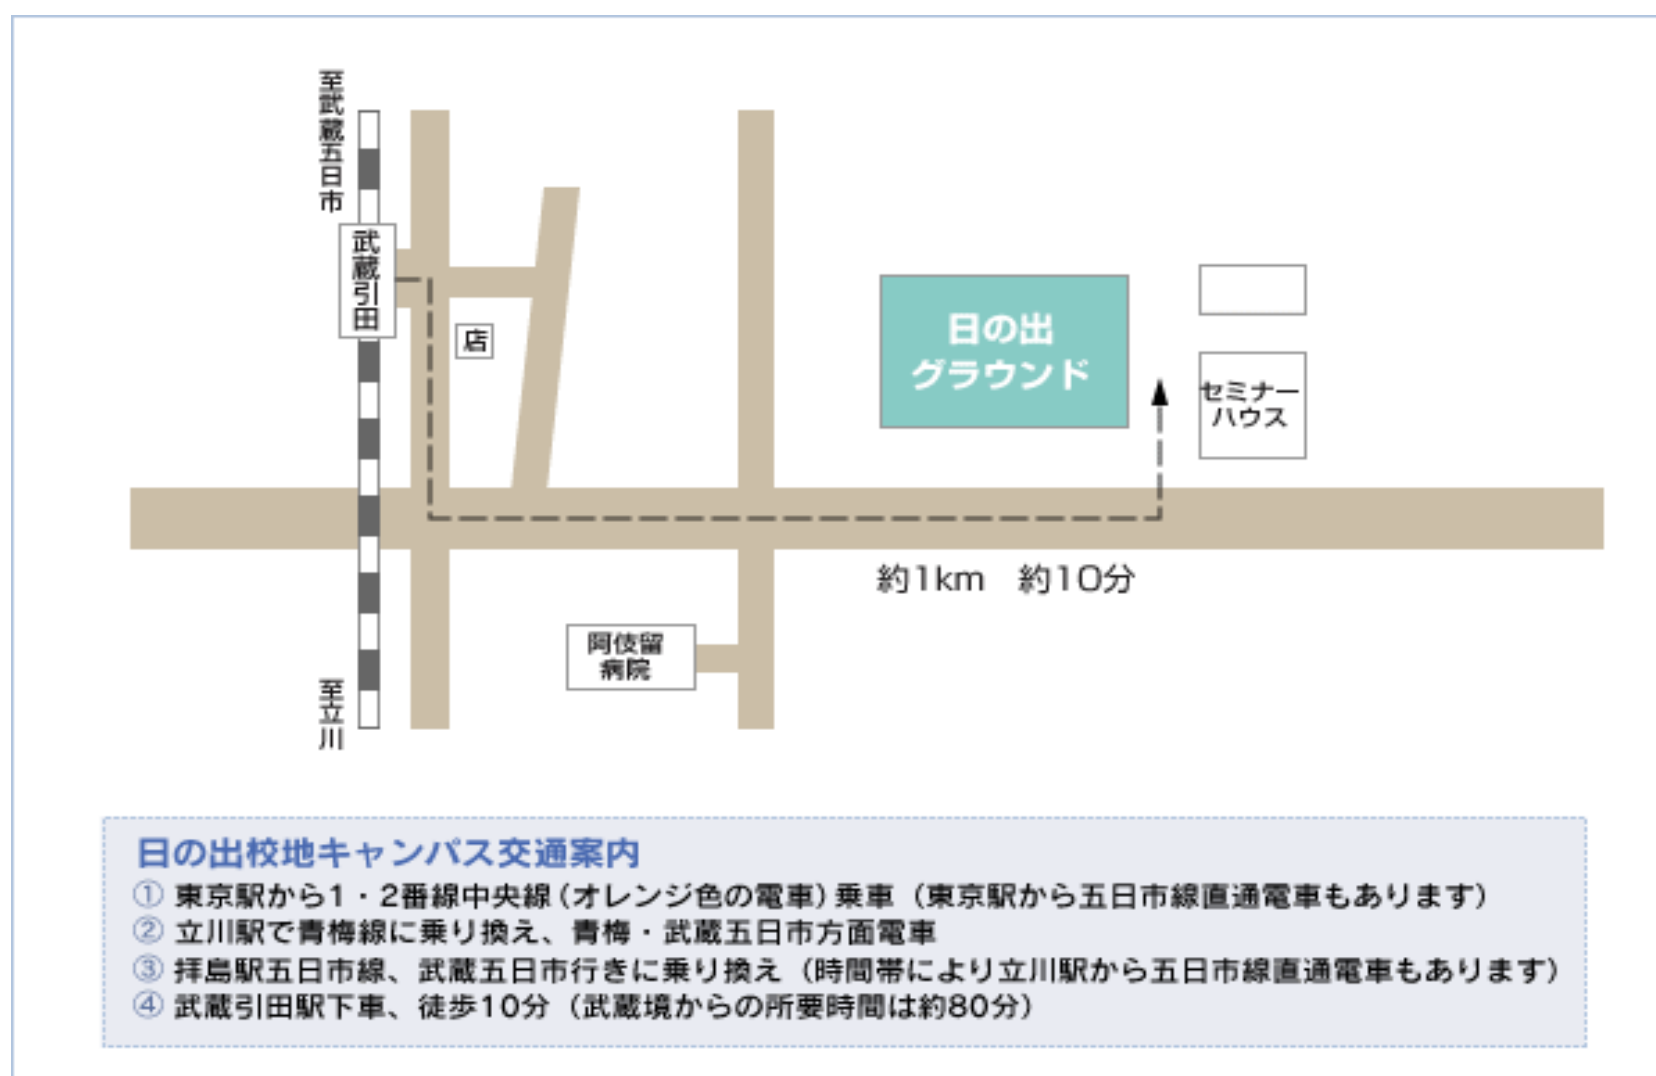 至武蔵五日市
武蔵引田
店
日の出
グラウンド
セミナー
ハウス
約1km　約10分
阿伎留
病院
至立川
日の出校地キャンパス交通案内
① 東京駅から1・2番線中央線（オレンジ色の電車）乗車（東京駅から五日市線直通電車もあります）
② 立川駅で青梅線に乗り換え、青梅・武蔵五日市方面電車
③ 拝島駅五日市線、武蔵五日市行きに乗り換え（時間帯により立川駅から五日市線直通電車もあります）
④ 武蔵引田駅下車、徒歩10分（武蔵境からの所要時間は約80分）